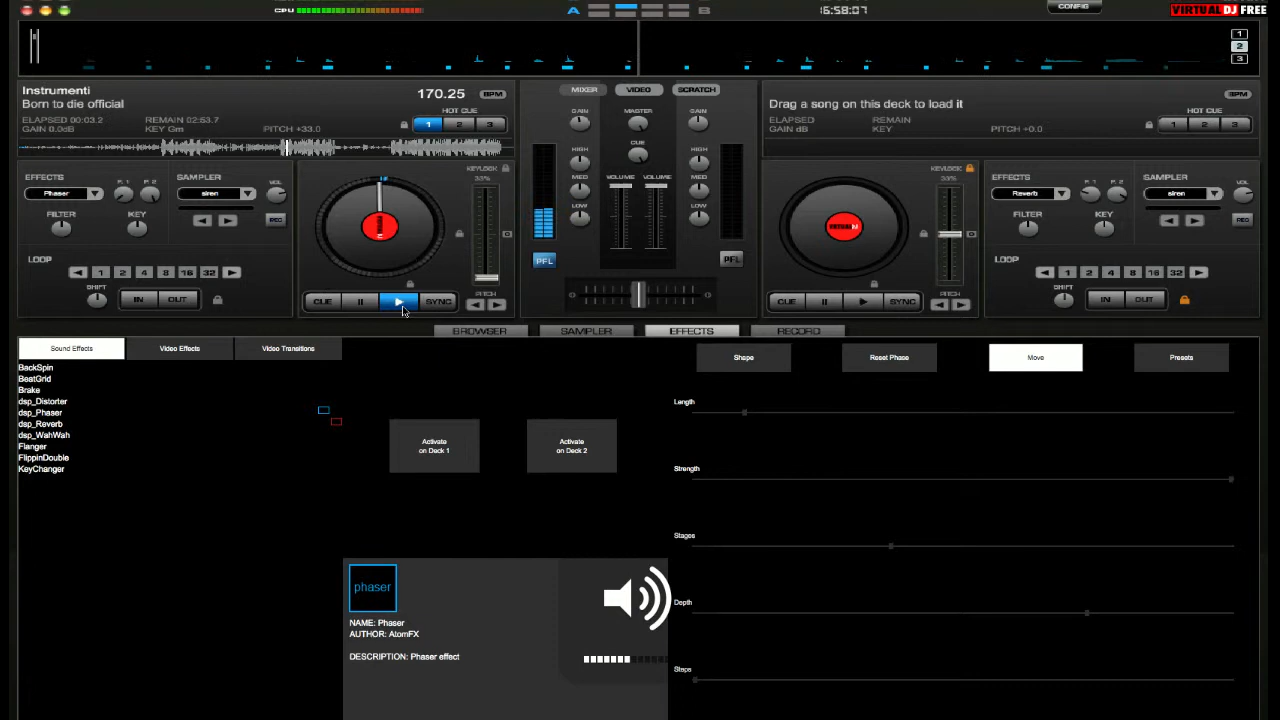 CPU
A
B
16:58:07
CONFIG
VIRTUAL DJ FREE
1
2
3
Instrumenti
170.25 BPM
Born to die official
HOT CUE
ELAPSED 00:03.2 REMAIN 02:53.7
GAIN 0.0dB KEY Gm PITCH +33.0
1 2 3
MIXER VIDEO SCRATCH
GAIN MASTER GAIN
CUE
HIGH HIGH
MED MED
VOLUME VOLUME
LOW LOW
PFL PFL
Drag a song on this deck to load it
BPM
HOT CUE
ELAPSED REMAIN
GAIN dB KEY PITCH +0.0
1 2 3
EFFECTS P. 1 P. 2 SAMPLER VOL
Phaser siren
FILTER KEY REC
LOOP
1 2 4 8 16 32
SHIFT IN OUT
KEYLOCK
33%
CUE SYNC
PITCH
KEYLOCK
33%
CUE SYNC
PITCH
EFFECTS P. 1 P. 2 SAMPLER VOL
Reverb siren
FILTER KEY REC
LOOP
1 2 4 8 16 32
SHIFT IN OUT
BROWSER SAMPLER EFFECTS RECORD
Sound Effects Video Effects Video Transitions
BackSpin
BeatGrid
Brake
dsp_Distorter
dsp_Phaser
dsp_Reverb
dsp_WahWah
Flanger
FlippinDouble
KeyChanger
Activate
on Deck 1
Activate
on Deck 2
phaser
NAME: Phaser
AUTHOR: AtomFX
DESCRIPTION: Phaser effect
Shape Reset Phase Move Presets
Length
Strength
Stages
Depth
Steps